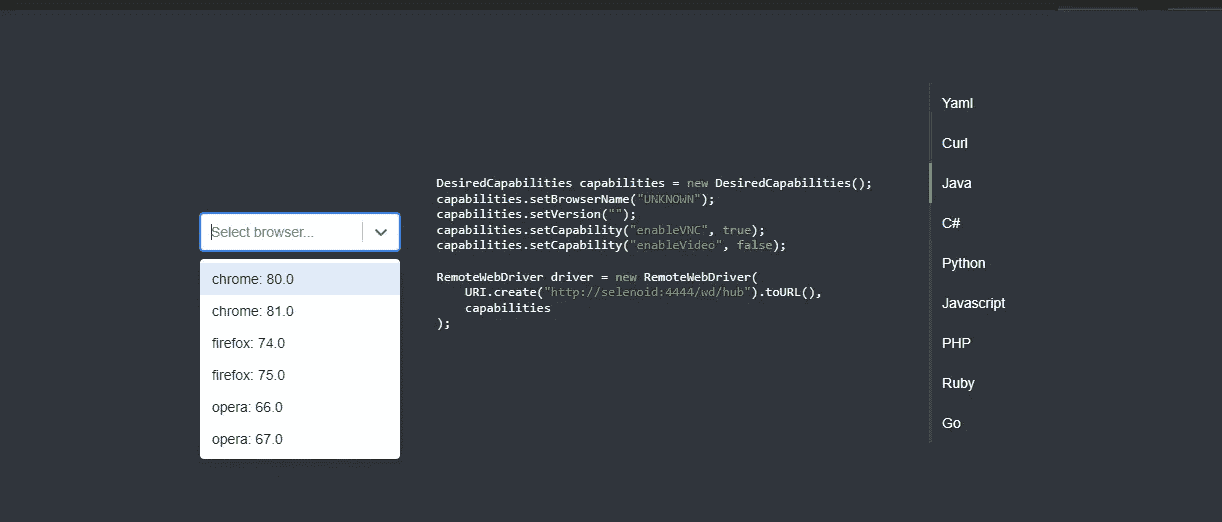 Select browser...
chrome: 80.0
chrome: 81.0
firefox: 74.0
firefox: 75.0
opera: 66.0
opera: 67.0
DesiredCapabilities capabilities = new DesiredCapabilities();
capabilities.setBrowserName("UNKNOWN");
capabilities.setVersion("");
capabilities.setCapability("enableVNC", true);
capabilities.setCapability("enableVideo", false);
RemoteWebDriver driver = new RemoteWebDriver(
URI.create("http://selenoid:4444/wd/hub").toURL(),
capabilities
);
Yaml
Curl
Java
C#
Python
Javascript
PHP
Ruby
Go